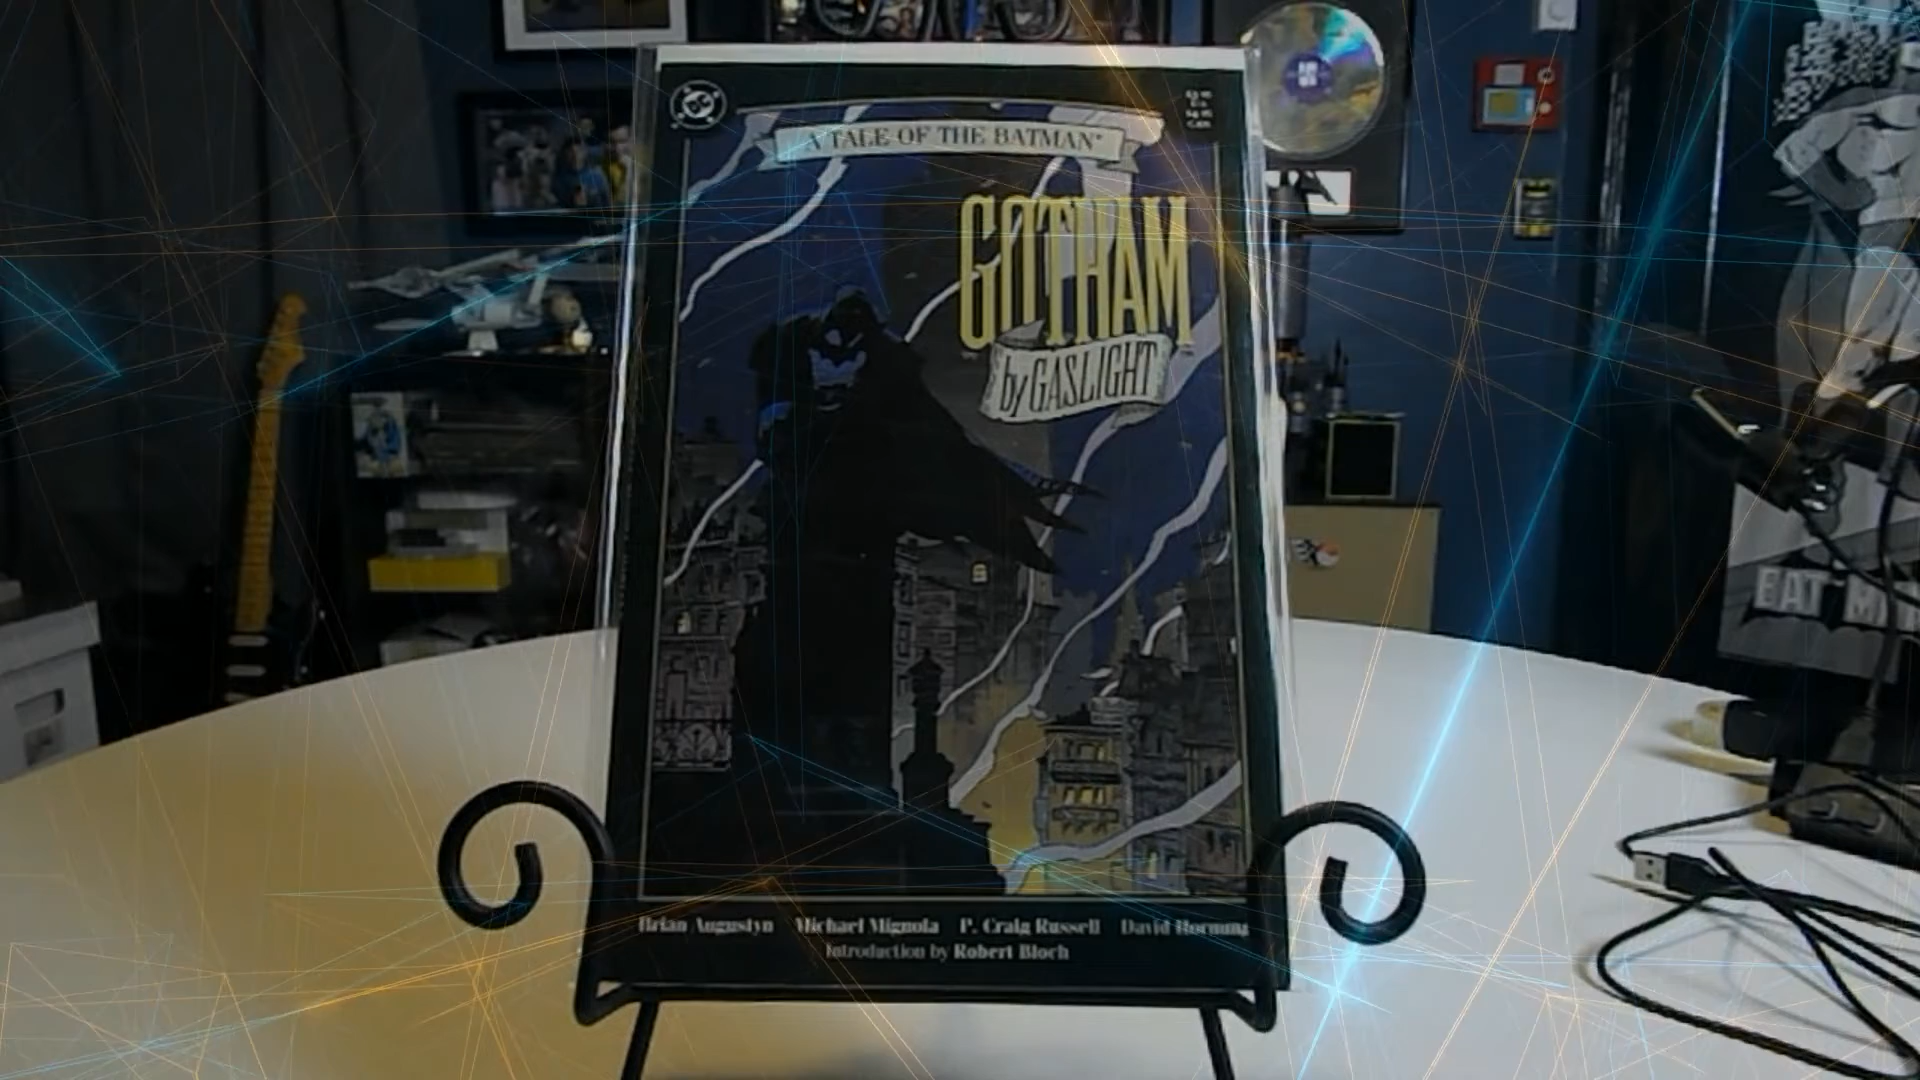 A TALE OF THE BATMAN
GOTHAM
by GASLIGHT
Brian Augustyn Michael Mignola P. Craig Russell David Hornung
Introduction by Robert Bloch
EAT